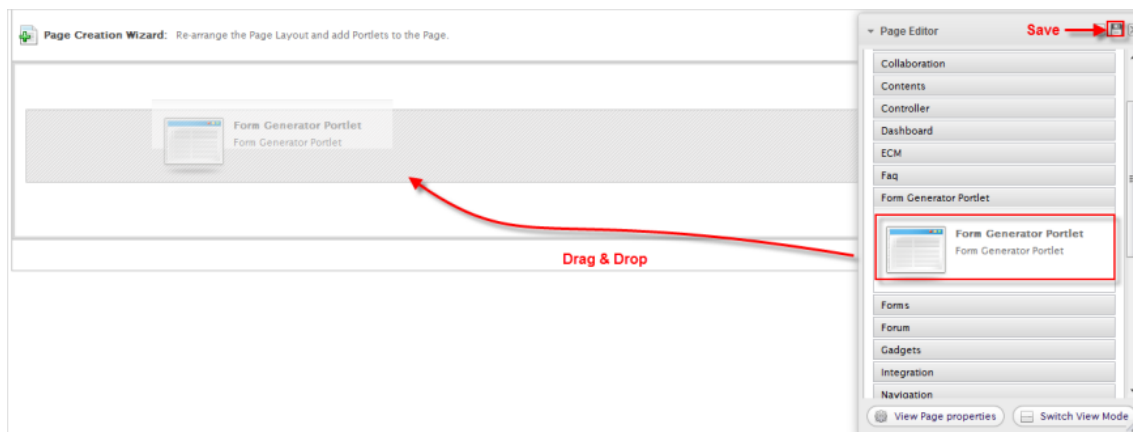 Page Creation Wizard: Re-arrange the Page Layout and add Portlets to the Page.
Form Generator Portlet
Form Generator Portlet
Drag & Drop
Page Editor
Save
Collaboration
Contents
Controller
Dashboard
ECM
Faq
Form Generator Portlet
Form Generator Portlet
Form Generator Portlet
Forms
Forum
Gadgets
Integration
Navigation
View Page properties
Switch View Mode